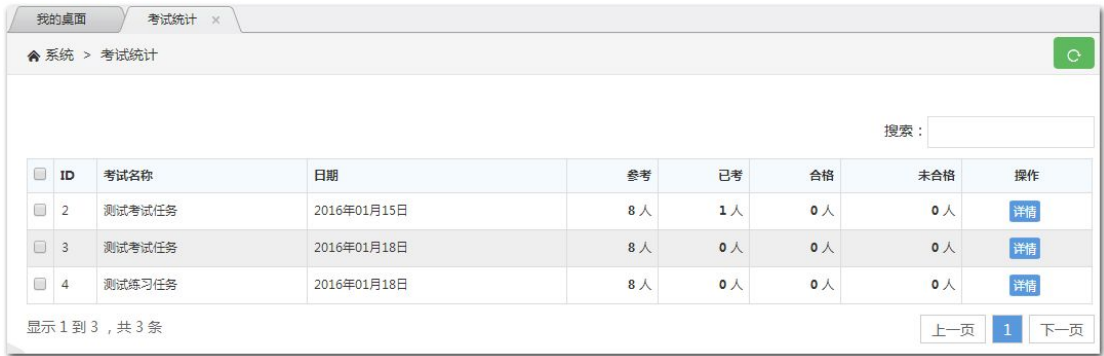 我的桌面 考试统计 ×
系统 > 考试统计
搜索：
ID 考试名称 日期 参考 已考 合格 未合格 操作
2 测试考试任务 2016年01月15日 8 人 1 人 0 人 0 人 详情
3 测试考试任务 2016年01月18日 8 人 0 人 0 人 0 人 详情
4 测试练习任务 2016年01月18日 8 人 0 人 0 人 0 人 详情
显示 1 到 3 ，共 3 条 上一页 1 下一页